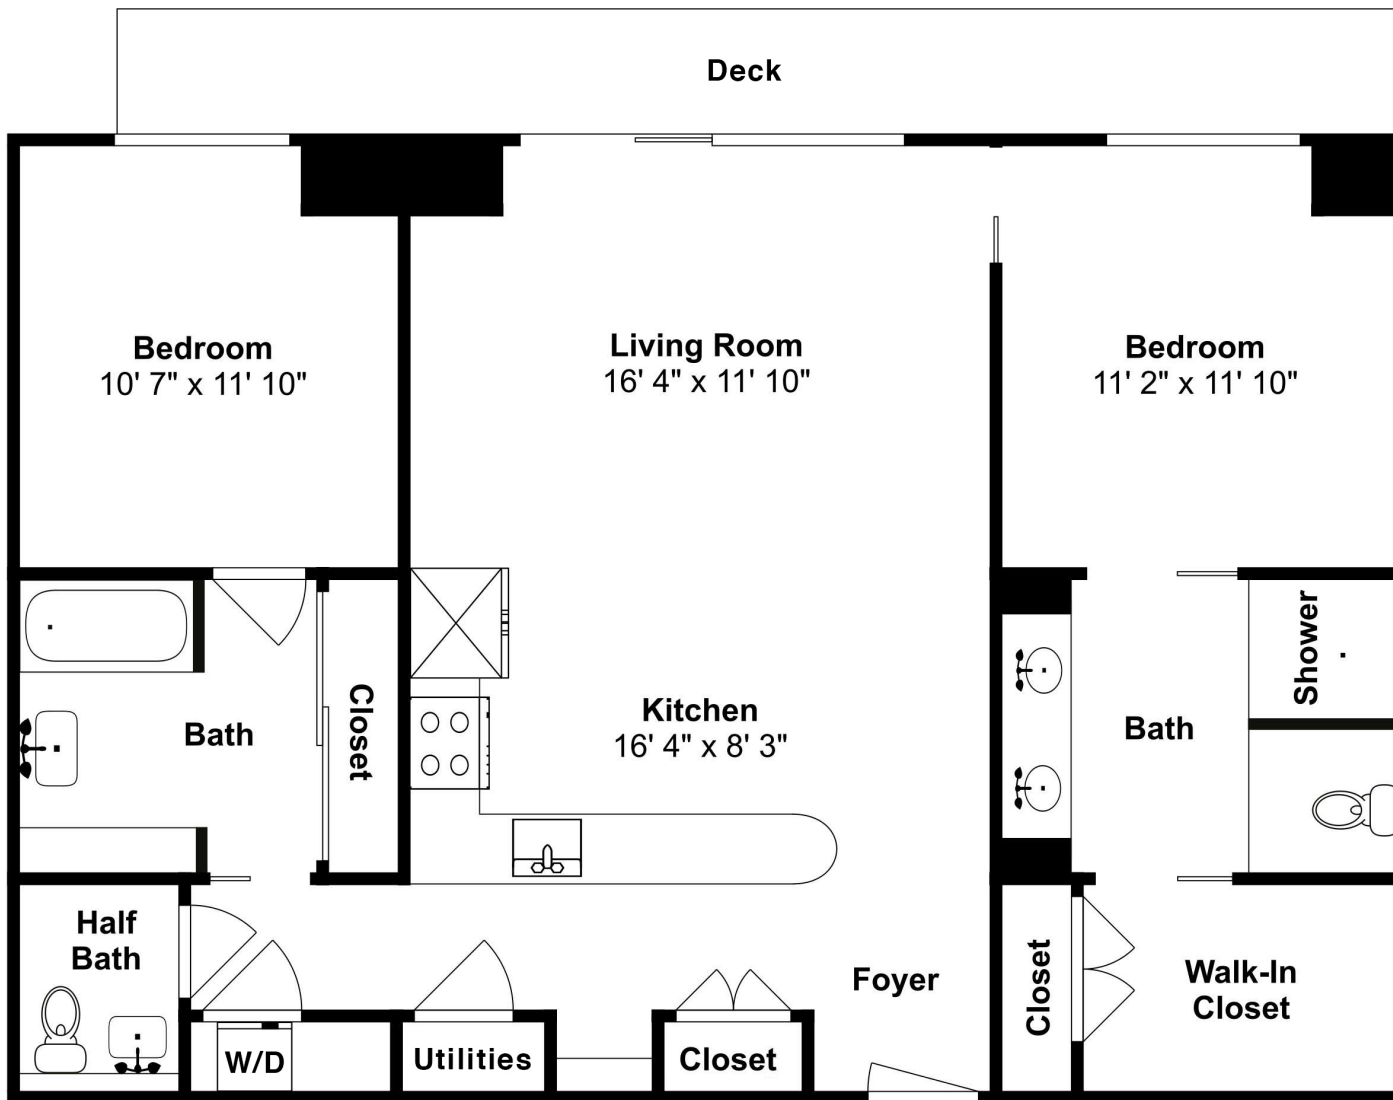 Deck
Bedroom
10' 7" x 11' 10"
Living Room
16' 4" x 11' 10"
Bedroom
11' 2" x 11' 10"
Bath
Closet
Kitchen
16' 4" x 8' 3"
Bath
Shower
Half
Bath
W/D
Utilities
Closet
Foyer
Closet
Walk-In
Closet